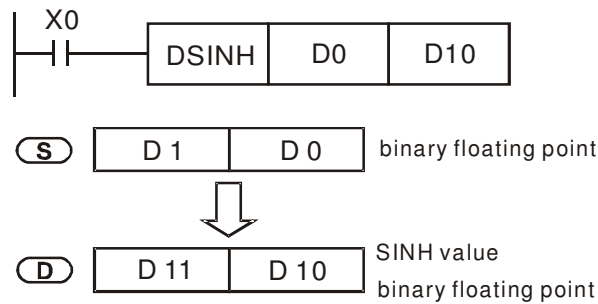 X0
DSINH D0 D10
S D 1 D 0 binary floating point
D D 11 D 10 SINH value
binary floating point